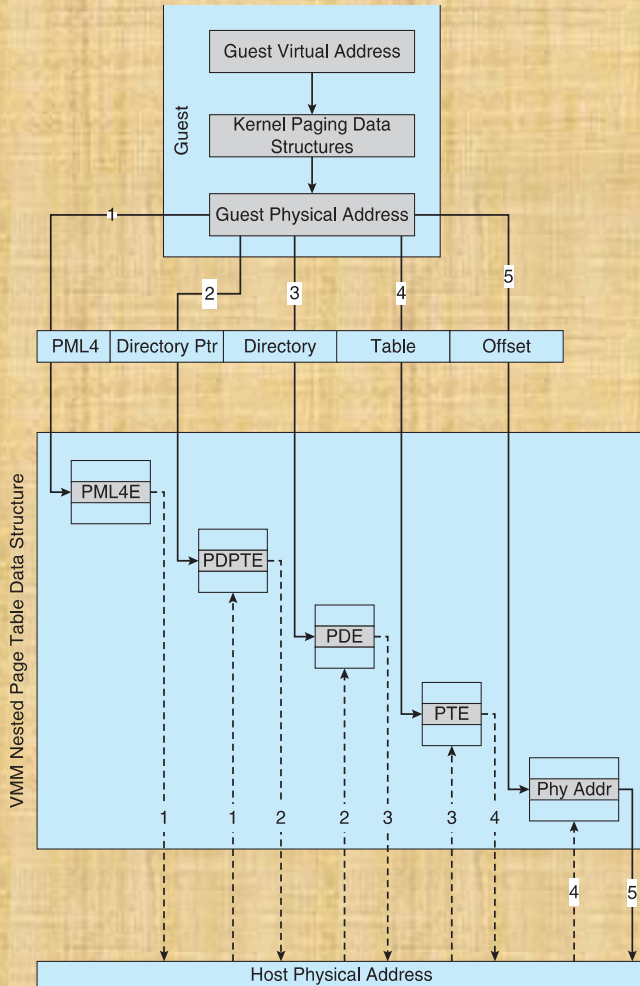 Guest Virtual Address
Kernel Paging Data
Structures
Guest
Guest Physical Address
1
2
3
4
5
PML4
Directory Ptr
Directory
Table
Offset
VMM Nested Page Table Data Structure
PML4E
PDPTE
PDE
PTE
Phy Addr
1
1
2
2
3
3
4
4
5
Host Physical Address